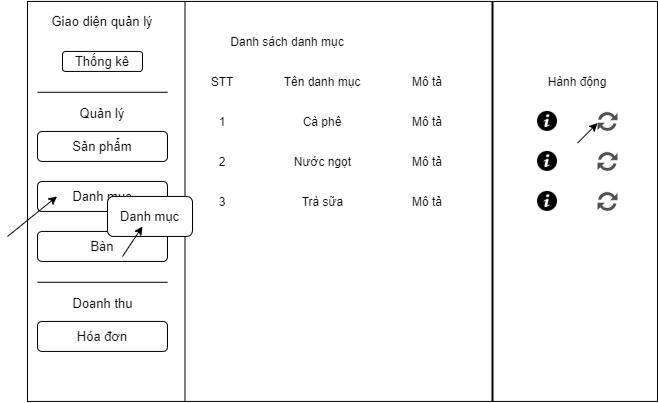 Giao diện quản lý
Thống kê
Quản lý
Sản phẩm
Danh mục
Danh mục
Bàn
Doanh thu
Hóa đơn
Danh sách danh mục
STT Tên danh mục Mô tả Hành động
1 Cà phê Mô tả
2 Nước ngọt Mô tả
3 Trà sữa Mô tả